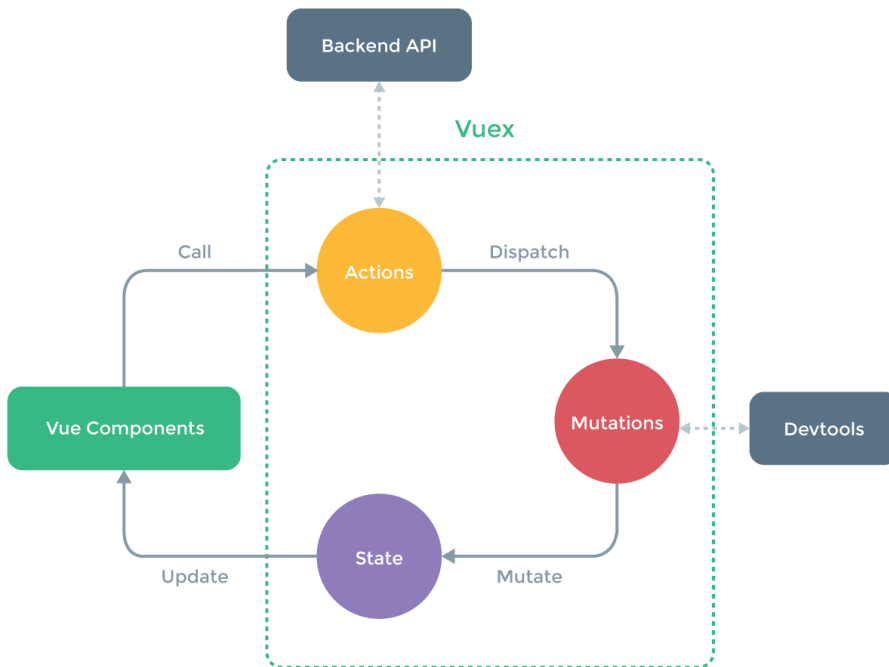 Backend API
Vuex
Call
Dispatch
Actions
Vue Components
Mutations
Devtools
State
Update
Mutate